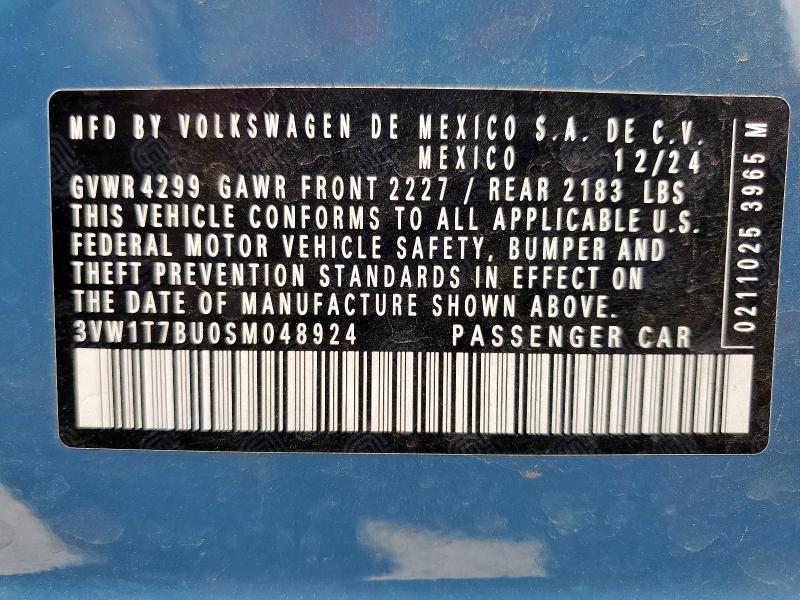 MFD BY VOLKSWAGEN DE MEXICO S.A. DE C.V.
MEXICO 12/24
GVWR 4299 GAWR FRONT 2227 / REAR 2183 LBS
THIS VEHICLE CONFORMS TO ALL APPLICABLE U.S.
FEDERAL MOTOR VEHICLE SAFETY, BUMPER AND
THEFT PREVENTION STANDARDS IN EFFECT ON
THE DATE OF MANUFACTURE SHOWN ABOVE.
3VW1T7BU0SM048924 PASSENGER CAR
0211025 3965 M